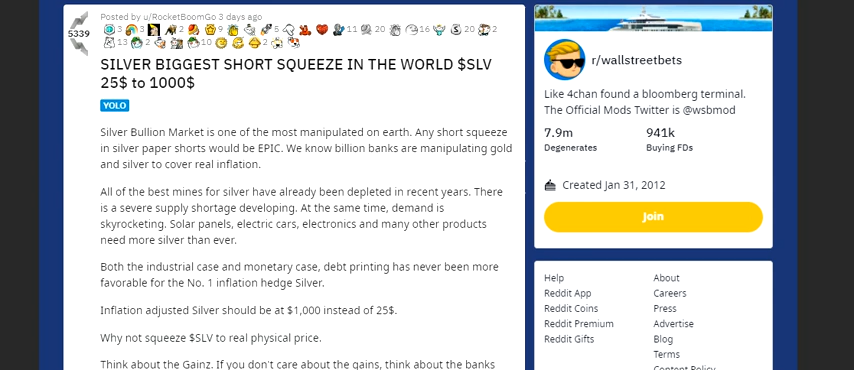 Posted by u/RocketBoomGo 3 days ago
5339
3 3 7 2 9 5 11 20 16 20 2
13 2 10 2
SILVER BIGGEST SHORT SQUEEZE IN THE WORLD $SLV
25$ to 1000$
YOLO
Silver Bullion Market is one of the most manipulated on earth. Any short squeeze
in silver paper shorts would be EPIC. We know billion banks are manipulating gold
and silver to cover real inflation.
All of the best mines for silver have already been depleted in recent years. There
is a severe supply shortage developing. At the same time, demand is
skyrocketing. Solar panels, electric cars, electronics and many other products
need more silver than ever.
Both the industrial case and monetary case, debt printing has never been more
favorable for the No. 1 inflation hedge Silver.
Inflation adjusted Silver should be at $1,000 instead of 25$.
Why not squeeze $SLV to real physical price.
Think about the Gainz. If you don't care about the gains, think about the banks
r/wallstreetbets
Like 4chan found a bloomberg terminal.
The Official Mods Twitter is @wsbmod
7.9m 941k
Degenerates Buying FDs
Created Jan 31, 2012
Join
Help About
Reddit App Careers
Reddit Coins Press
Reddit Premium Advertise
Reddit Gifts Blog
Terms
Content Policy